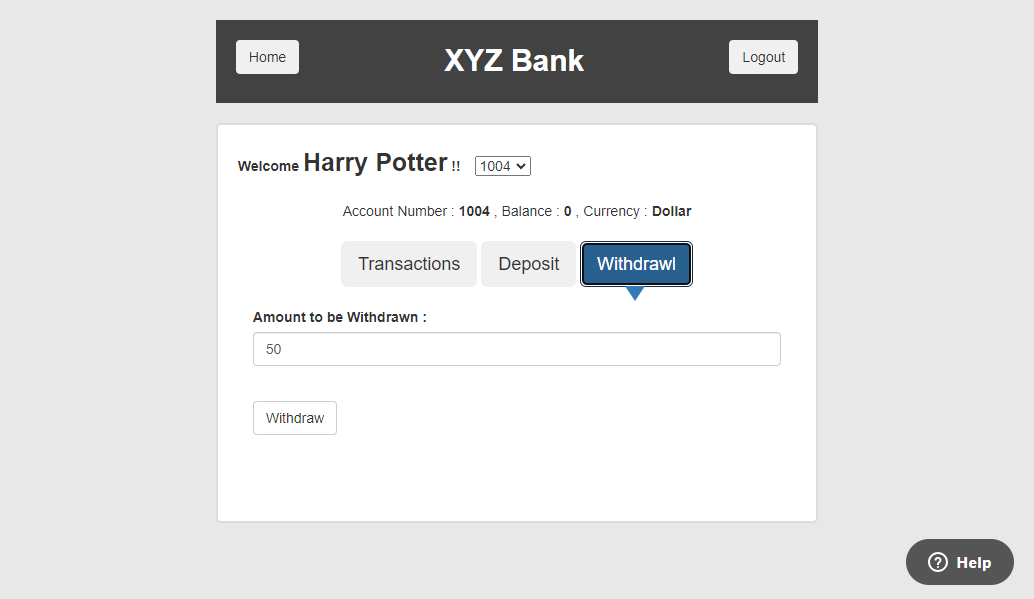 Home XYZ Bank Logout
Welcome Harry Potter !! 1004
Account Number : 1004 , Balance : 0 , Currency : Dollar
Transactions Deposit Withdrawl
Amount to be Withdrawn :
50
Withdraw
? Help